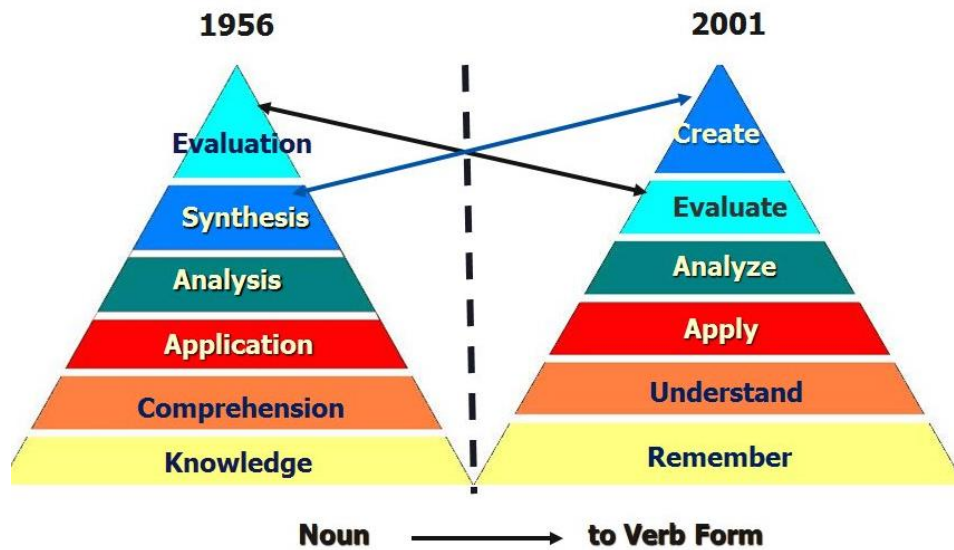 1956
Evaluation
Synthesis
Analysis
Application
Comprehension
Knowledge
2001
Create
Evaluate
Analyze
Apply
Understand
Remember
Noun to Verb Form